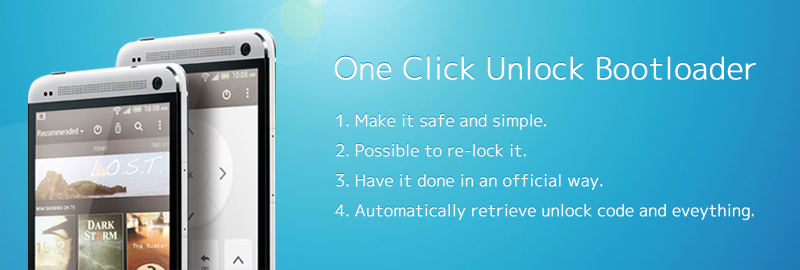 One Click Unlock Bootloader
1. Make it safe and simple.
2. Possible to re-lock it.
3. Have it done in an official way.
4. Automatically retrieve unlock code and eveything.
10:08 AM
10:08 AM
Recommended
TODAY
L.O.S.T.
NOW SHOWING ON TV
DARK
STORM
The Number